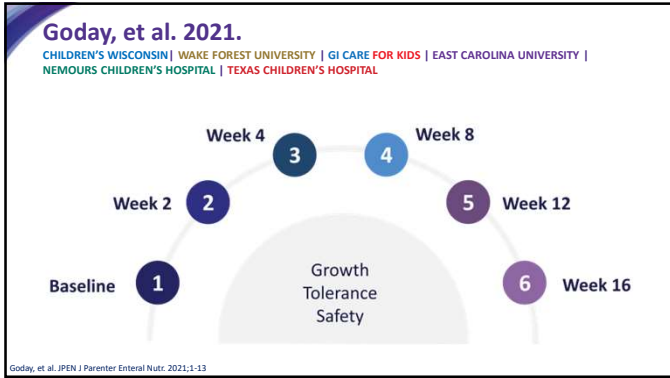 Goday, et al. 2021.
CHILDREN'S WISCONSIN| WAKE FOREST UNIVERSITY | GI CARE FOR KIDS | EAST CAROLINA UNIVERSITY |
NEMOURS CHILDREN'S HOSPITAL | TEXAS CHILDREN'S HOSPITAL
Baseline
1
Week 2
2
Week 4
3
4
Week 8
5
Week 12
6
Week 16
Growth
Tolerance
Safety
Goday, et al. JPEN J Parenter Enteral Nutr. 2021;1-13